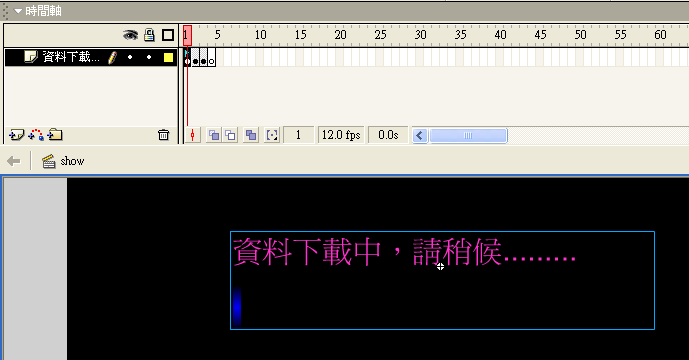 時間軸
1 5 10 15 20 25 30 35 40 45 50 55 60
資料下載...
1 12.0 fps 0.0s
show
資料下載中，請稍候.........